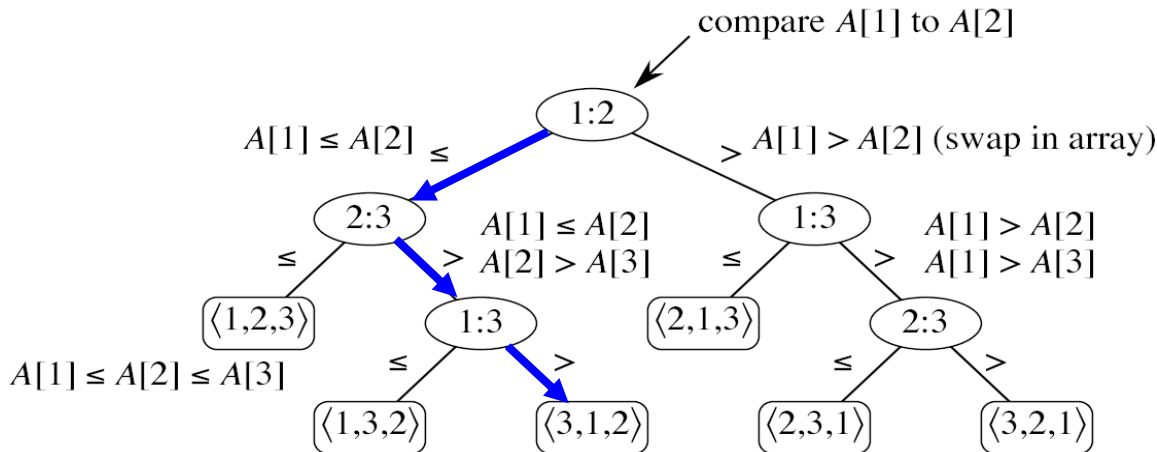 compare A[1] to A[2]
1:2
A[1] ≤ A[2] ≤
> A[1] > A[2] (swap in array)
2:3
1:3
A[1] ≤ A[2]
A[1] > A[2]
≤
> A[2] > A[3]
≤
> A[1] > A[3]
⟨1,2,3⟩
1:3
⟨2,1,3⟩
2:3
A[1] ≤ A[2] ≤ A[3]
≤
>
≤
>
⟨1,3,2⟩
⟨3,1,2⟩
⟨2,3,1⟩
⟨3,2,1⟩